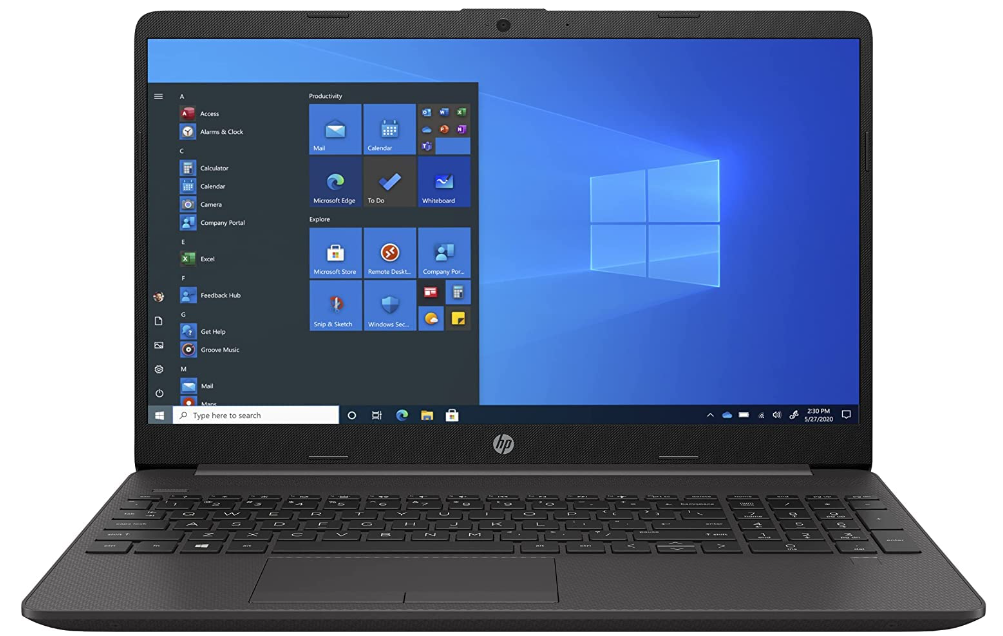 A
Access
Alarms & Clock
C
Calculator
Calendar
Camera
Company Portal
E
Excel
F
Feedback Hub
G
Get Help
Groove Music
M
Mail
Maps
Productivity
Mail
Calendar
Microsoft Edge
To Do
Whiteboard
Explore
Microsoft Store
Remote Deskt...
Company Por...
Snip & Sketch
Windows Sec...
Type here to search
2:30 PM
5/27/2020
hp
Q W E R T Y U I O P
A S D F G H J K L
Z X C V B N M